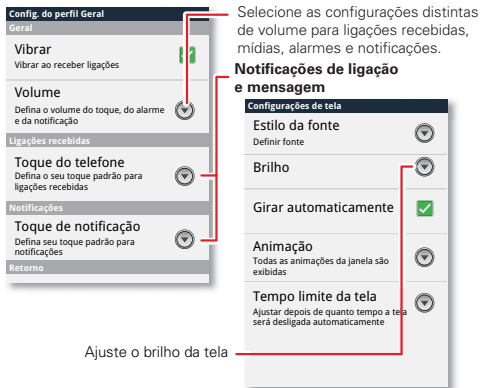 Config. do perfil Geral
Geral
Vibrar
Vibrar ao receber ligações
Volume
Defina o volume do toque, do alarme
e da notificação
Ligações recebidas
Toque do telefone
Defina o seu toque padrão para
ligações recebidas
Notificações
Toque de notificação
Defina seu toque padrão para
notificações
Retorno
Selecione as configurações distintas
de volume para ligações recebidas,
mídias, alarmes e notificações.
Notificações de ligação
e mensagem
Configurações de tela
Estilo da fonte
Definir fonte
Brilho
Girar automaticamente
Animação
Todas as animações da janela são
exibidas
Tempo limite da tela
Ajustar depois de quanto tempo a tela
será desligada automaticamente
Ajuste o brilho da tela